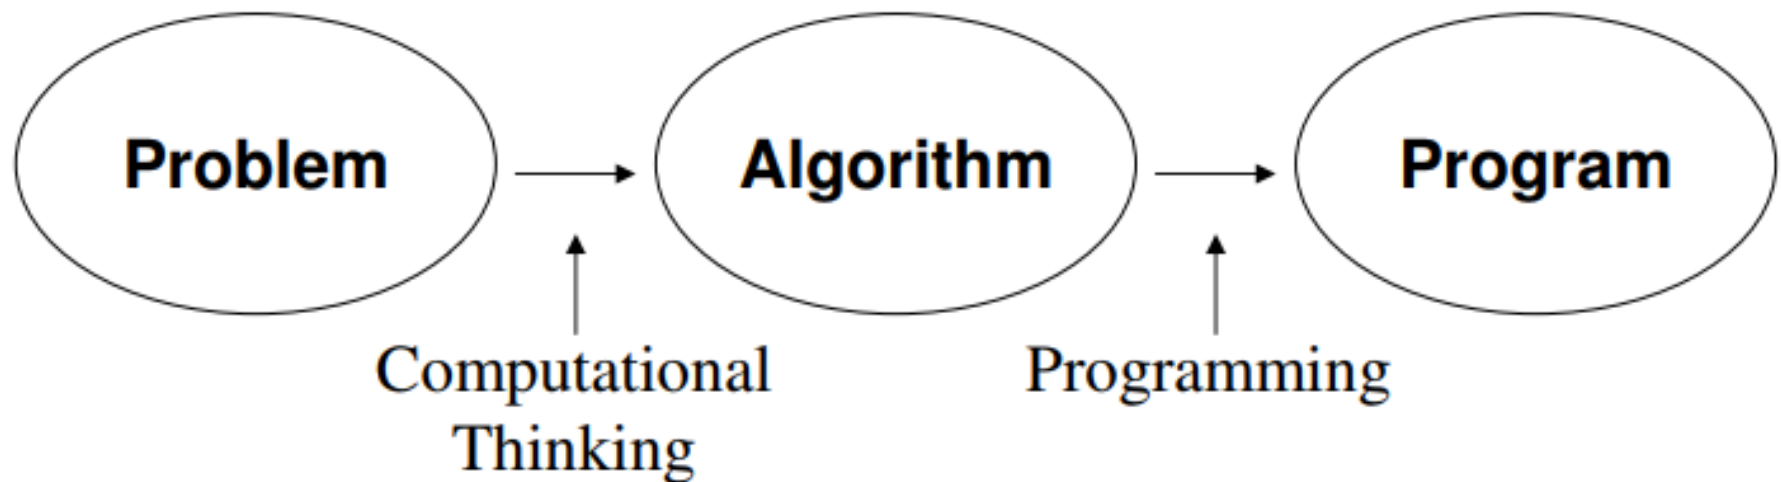 Problem
Algorithm
Program
Computational
Thinking
Programming